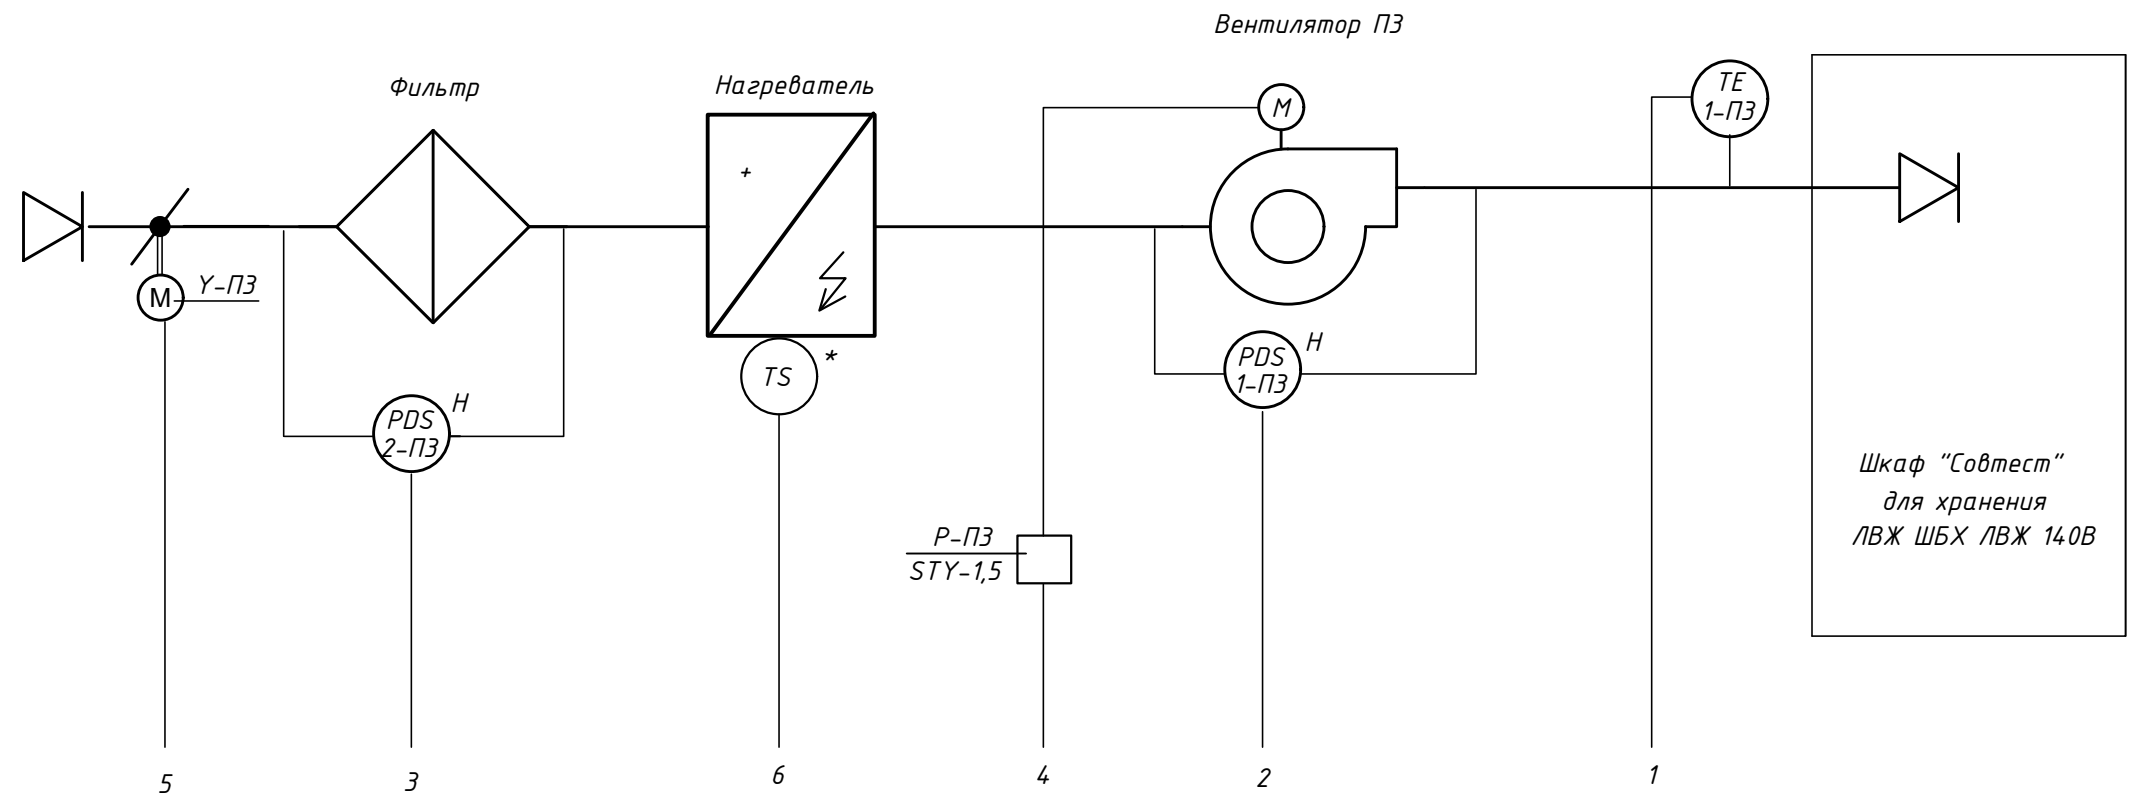 Вентилятор П3
Фильтр
Нагреватель
М
TE
1-П3
+
М
Y-П3
PDS
2-П3
H
TS
*
PDS
1-П3
H
Р-П3
STY-1,5
Шкаф "Совтест"
для хранения
ЛВЖ ШБХ ЛВЖ 140В
5
3
6
4
2
1